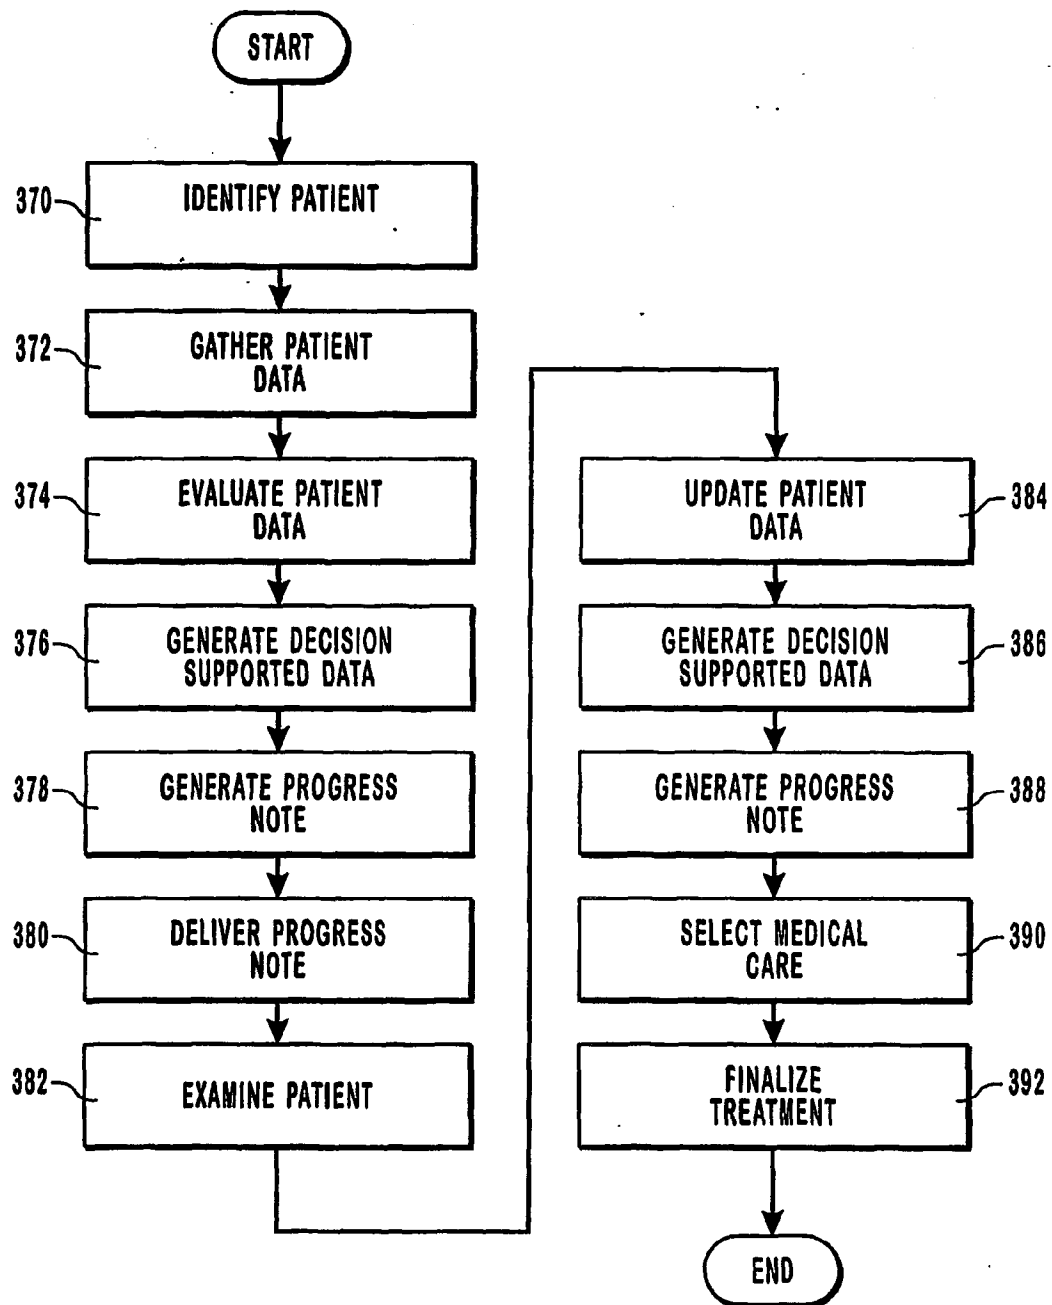 START
370
IDENTIFY PATIENT
372
GATHER PATIENT
DATA
374
EVALUATE PATIENT
DATA
376
GENERATE DECISION
SUPPORTED DATA
378
GENERATE PROGRESS
NOTE
380
DELIVER PROGRESS
NOTE
382
EXAMINE PATIENT
UPDATE PATIENT
DATA
384
GENERATE DECISION
SUPPORTED DATA
386
GENERATE PROGRESS
NOTE
388
SELECT MEDICAL
CARE
390
FINALIZE
TREATMENT
392
END